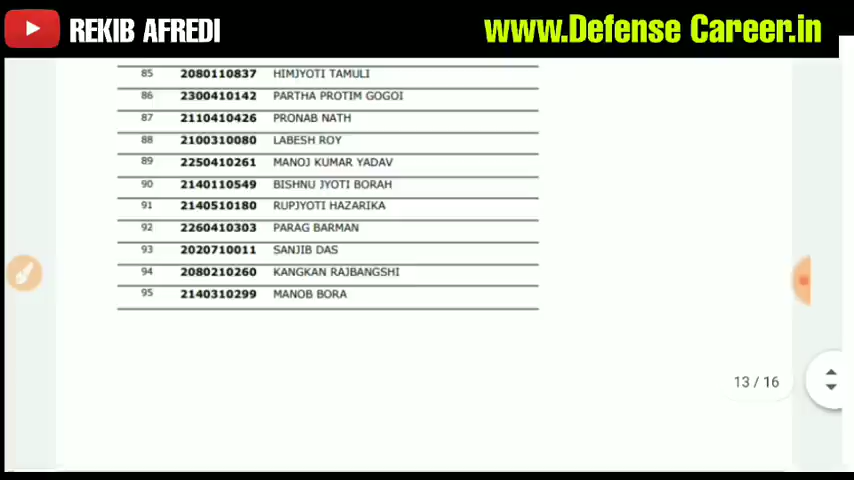 REKIB AFREDI
www.Defense Career.in
85 2080110837 HIMJYOTI TAMULI
86 2300410142 PARTHA PROTIM GOGOI
87 2110410426 PRONAB NATH
88 2100310080 LABESH ROY
89 2250410261 MANOJ KUMAR YADAV
90 2140110549 BISHNU JYOTI BORAH
91 2140510180 RUPJYOTI HAZARIKA
92 2260410303 PARAG BARMAN
93 2020710011 SANJIB DAS
94 2080210260 KANGKAN RAJBANGSHI
95 2140310299 MANOB BORA
13 / 16